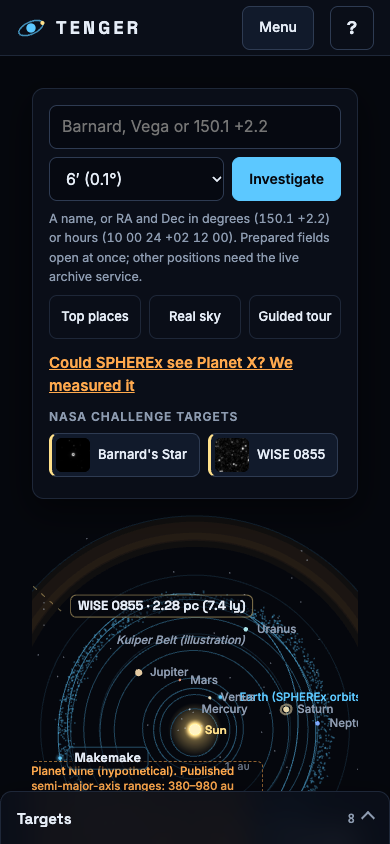 TENGER
Menu
?
Barnard, Vega or 150.1 +2.2
6′ (0.1°)
Investigate
A name, or RA and Dec in degrees (150.1 +2.2)
or hours (10 00 24 +02 12 00). Prepared fields
open at once; other positions need the live
archive service.
Top places
Real sky
Guided tour
Could SPHEREx see Planet X? We
measured it
NASA CHALLENGE TARGETS
Barnard's Star
WISE 0855
WISE 0855 · 2.28 pc (7.4 ly)
Uranus
Kuiper Belt (illustration)
Jupiter
Mars
Venus
Earth (SPHEREx orbits
Mercury
Saturn
Neptu
Sun
Makemake
1 au
Planet Nine (hypothetical). Published
semi-major-axis ranges: 380–980 au
Targets
8